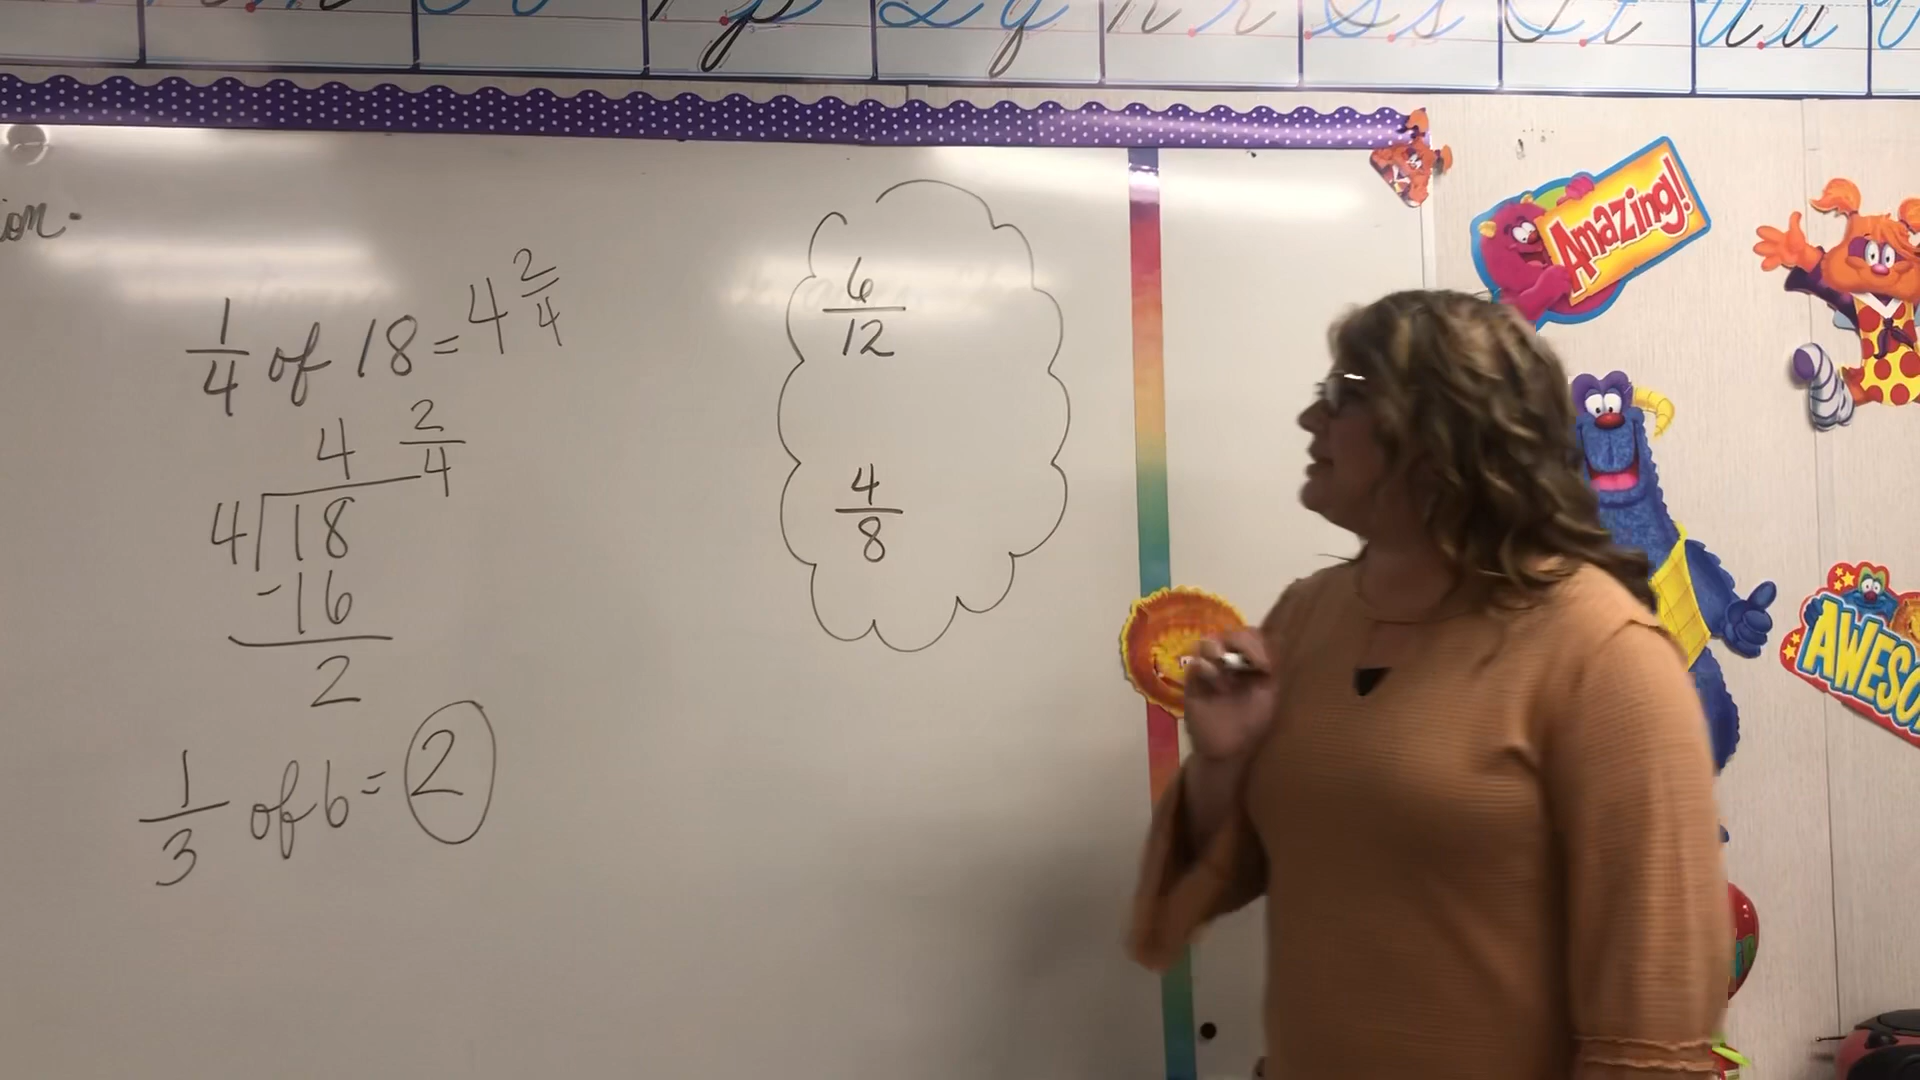 P p Q q R r S s T t U u
ion.
1/4 of 18 = 4 2/4
4 2/4
4)18
-16
2
1/3 of 6 = 2
6/12
4/8
Amazing!
AWESO